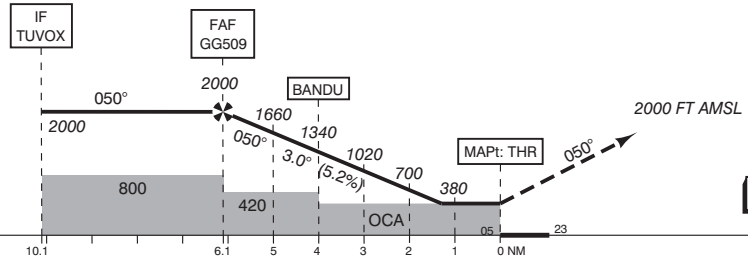 IF
TUVOX
FAF
GG509
2000
BANDU
2000 FT AMSL
050°
2000
1660
1340
050° 3.0° (5.2%)
1020
700
380
MAPt: THR
050°
800
420
OCA
05
23
10.1
6.1
5
4
3
2
1
0 NM